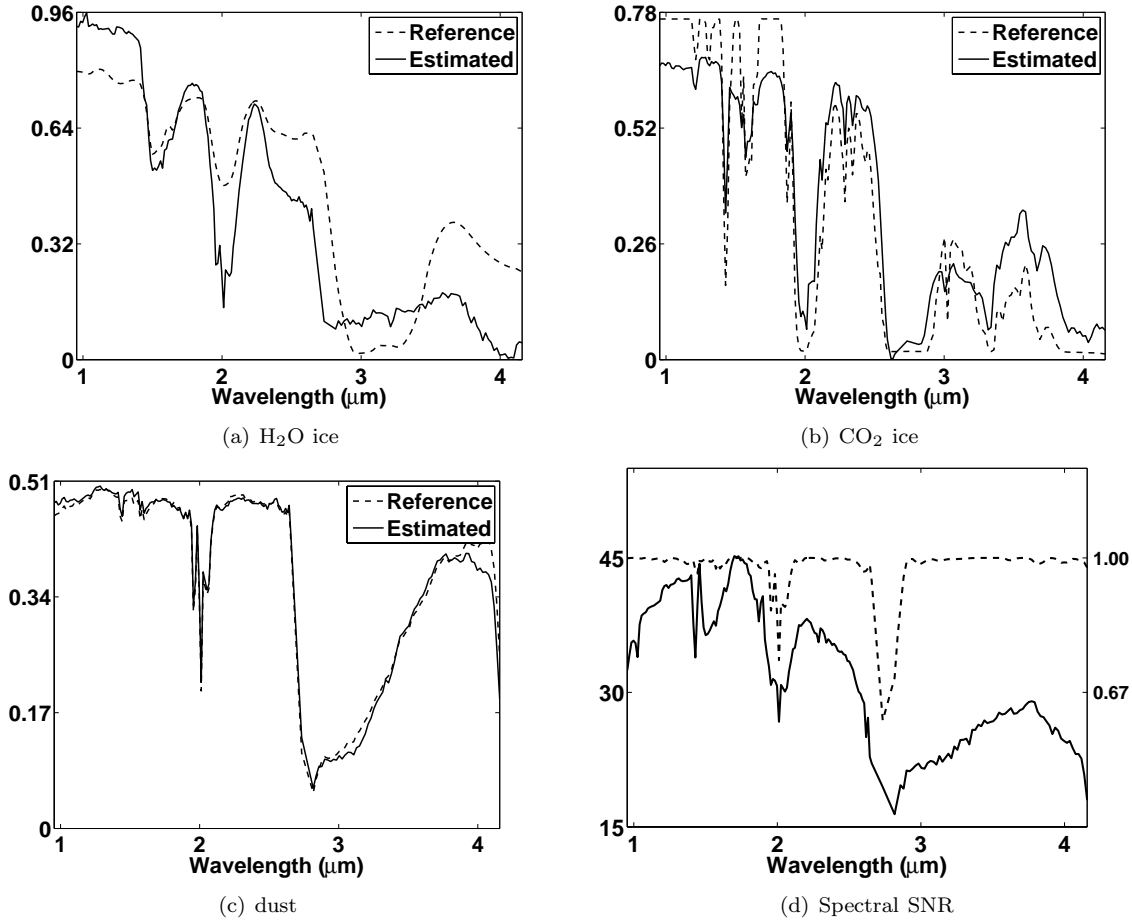 0.96
0.64
0.32
0
Reference
Estimated
1 2 3 4
Wavelength (μm)
(a) H₂O ice
0.78
0.52
0.26
0
Reference
Estimated
1 2 3 4
Wavelength (μm)
(b) CO₂ ice
0.51
0.34
0.17
0
Reference
Estimated
1 2 3 4
Wavelength (μm)
(c) dust
45
30
15
1.00
0.67
1 2 3 4
Wavelength (μm)
(d) Spectral SNR